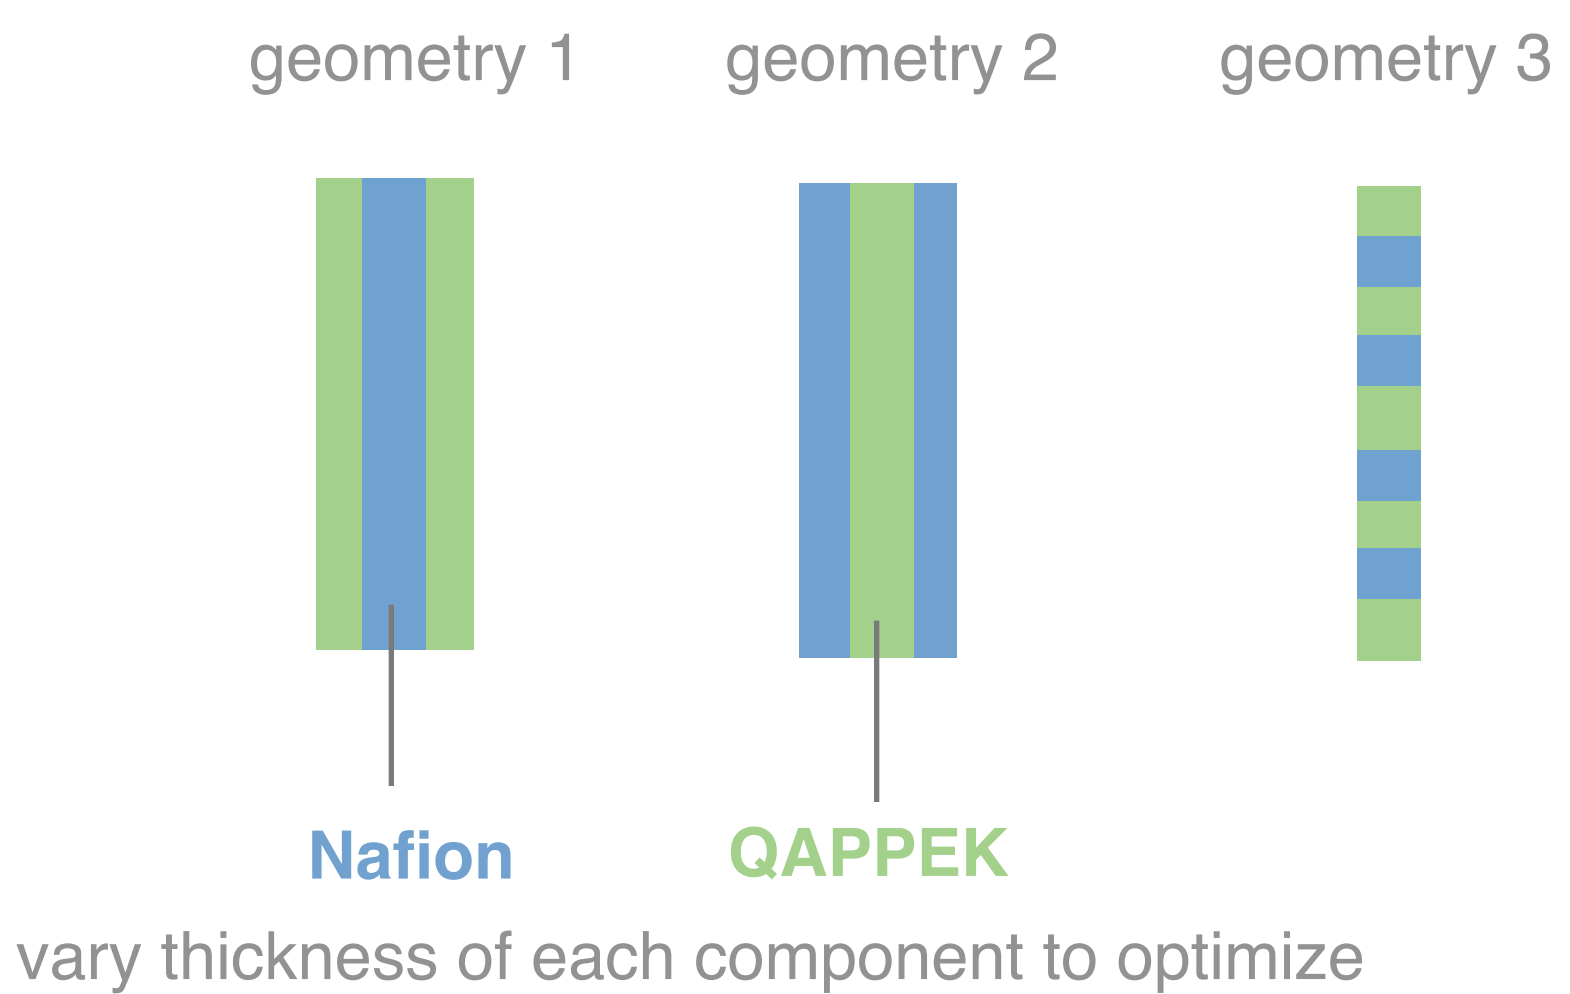 geometry 1 geometry 2 geometry 3
Nafion QAPPEK
vary thickness of each component to optimize